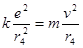 k e²/r₄² = m v²/r₄